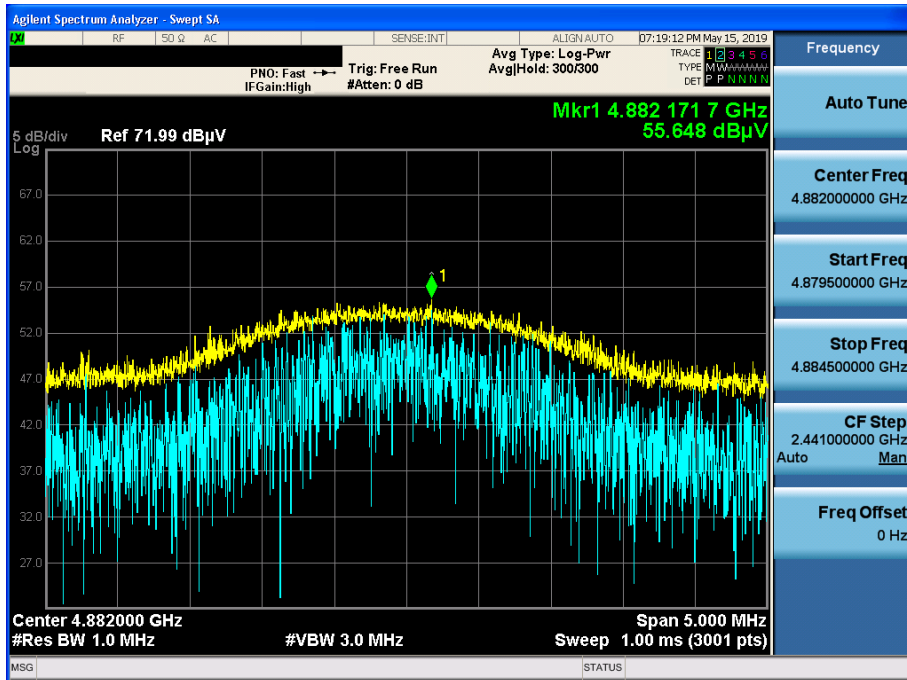 Agilent Spectrum Analyzer - Swept SA
LXI RF 50 Ω AC SENSE:INT ALIGN AUTO 07:19:12 PM May 15, 2019
Frequency
PNO: Fast
IFGain:High
Trig: Free Run
#Atten: 0 dB
Avg Type: Log-Pwr
Avg|Hold: 300/300
TRACE 1 2 3 4 5 6
TYPE M W W W W W
DET P P N N N N
Auto Tune
Mkr1 4.882 171 7 GHz
55.648 dBµV
5 dB/div Ref 71.99 dBµV
Log
67.0
62.0
57.0
52.0
47.0
42.0
37.0
32.0
27.0
1
Center Freq
4.882000000 GHz
Start Freq
4.879500000 GHz
Stop Freq
4.884500000 GHz
CF Step
2.441000000 GHz
Auto Man
Freq Offset
0 Hz
Center 4.882000 GHz Span 5.000 MHz
#Res BW 1.0 MHz #VBW 3.0 MHz Sweep 1.00 ms (3001 pts)
MSG STATUS